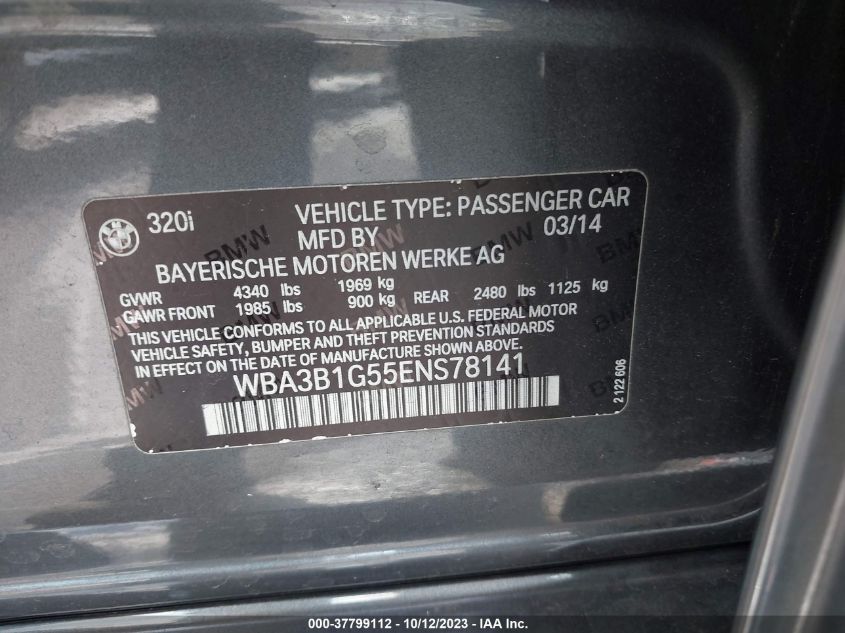 320i VEHICLE TYPE: PASSENGER CAR
MFD BY 03/14
BAYERISCHE MOTOREN WERKE AG
GVWR 4340 lbs 1969 kg
GAWR FRONT 1985 lbs 900 kg REAR 2480 lbs 1125 kg
THIS VEHICLE CONFORMS TO ALL APPLICABLE U.S. FEDERAL MOTOR
VEHICLE SAFETY, BUMPER AND THEFT PREVENTION STANDARDS
IN EFFECT ON THE DATE OF MANUFACTURE SHOWN ABOVE.
WBA3B1G55ENS78141
2 122 606
000-37799112 - 10/12/2023 - IAA Inc.